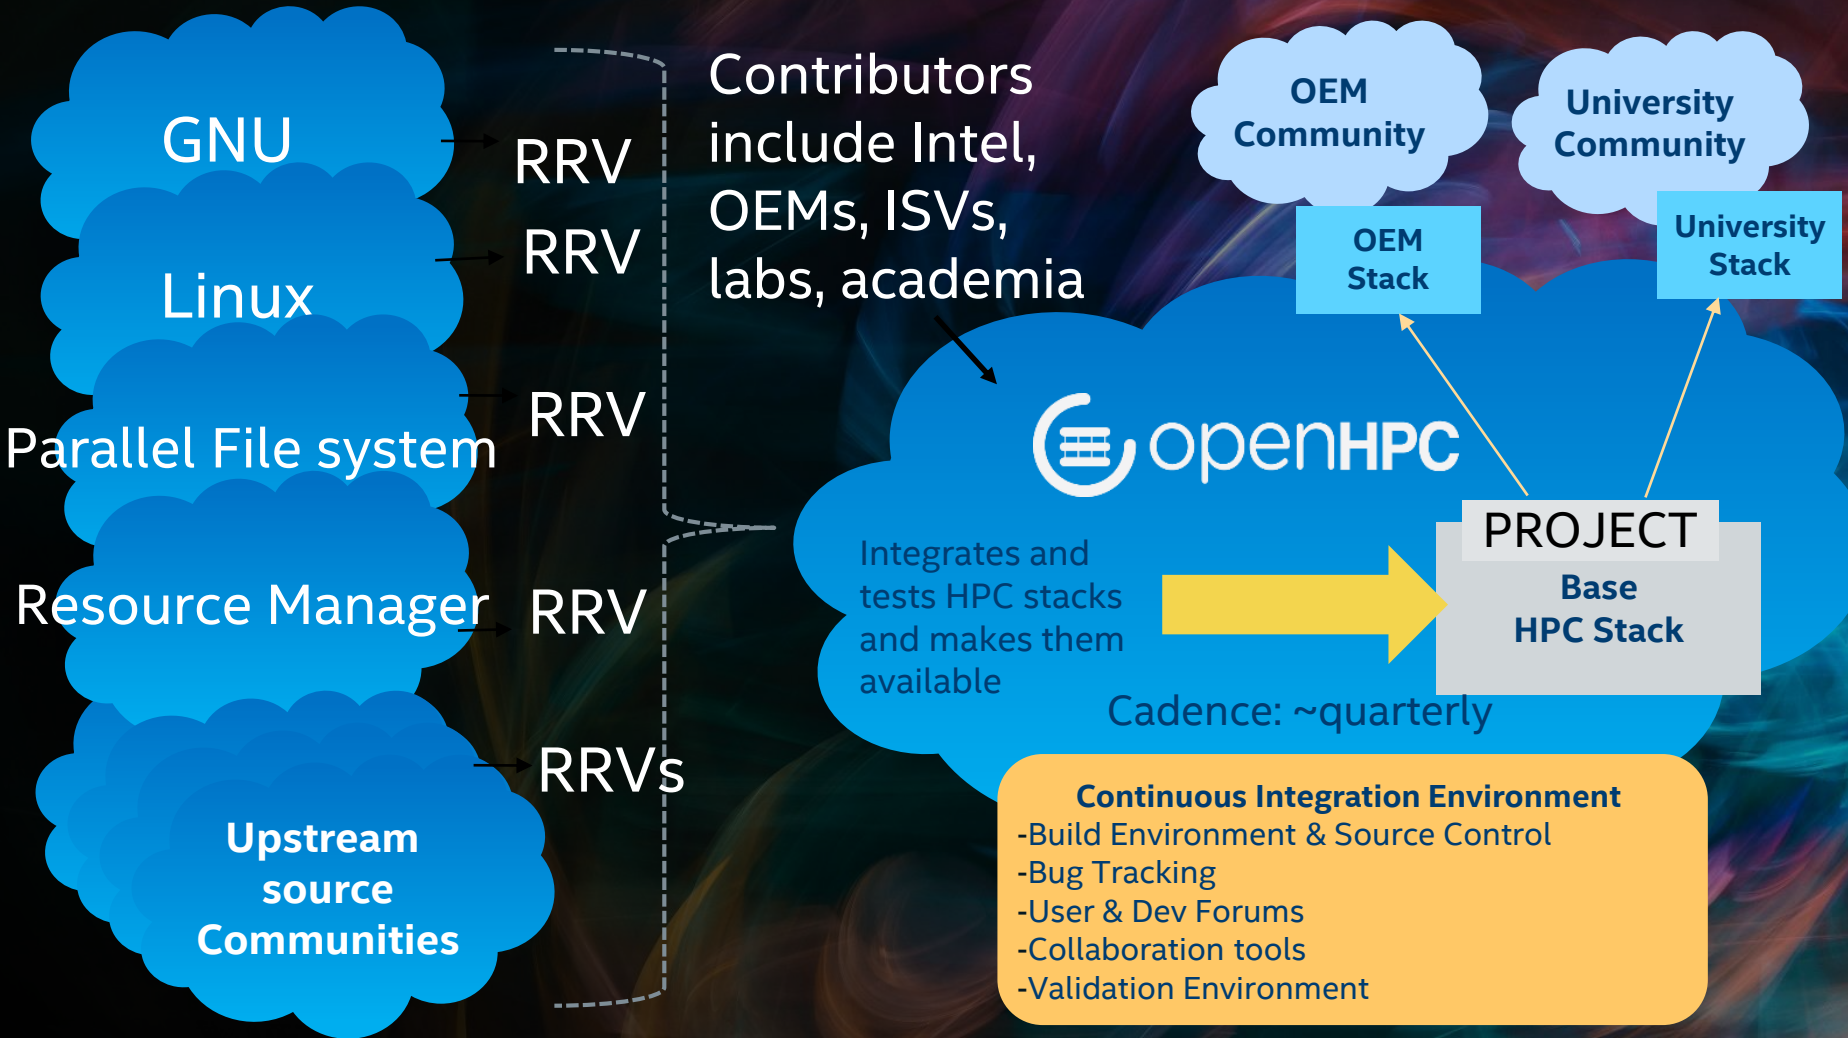 GNU
RRV
Linux
RRV
Parallel File system
RRV
Resource Manager
RRV
Upstream
source
Communities
RRVs
Contributors
include Intel,
OEMs, ISVs,
labs, academia
OEM
Community
University
Community
OEM
Stack
University
Stack
openHPC
PROJECT
Base
HPC Stack
Integrates and
tests HPC stacks
and makes them
available
Cadence: ~quarterly
Continuous Integration Environment
-Build Environment & Source Control
-Bug Tracking
-User & Dev Forums
-Collaboration tools
-Validation Environment